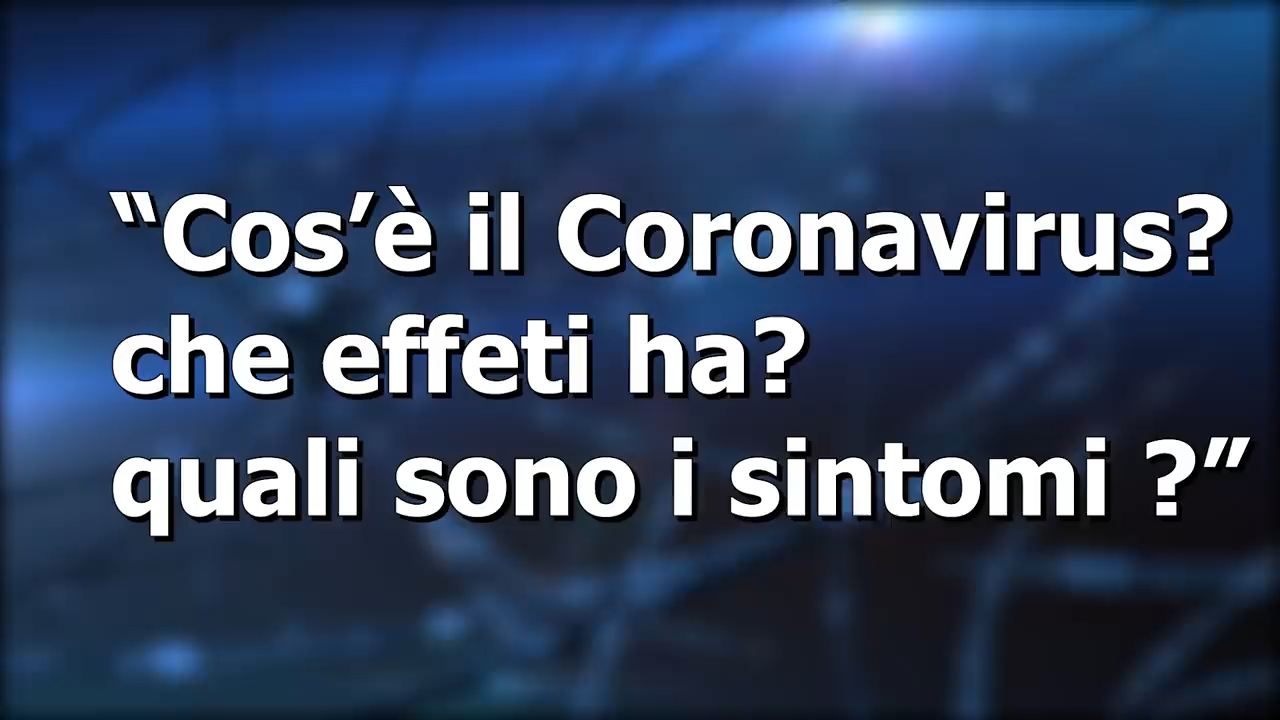 “Cos’è il Coronavirus?
che effeti ha?
quali sono i sintomi ?”